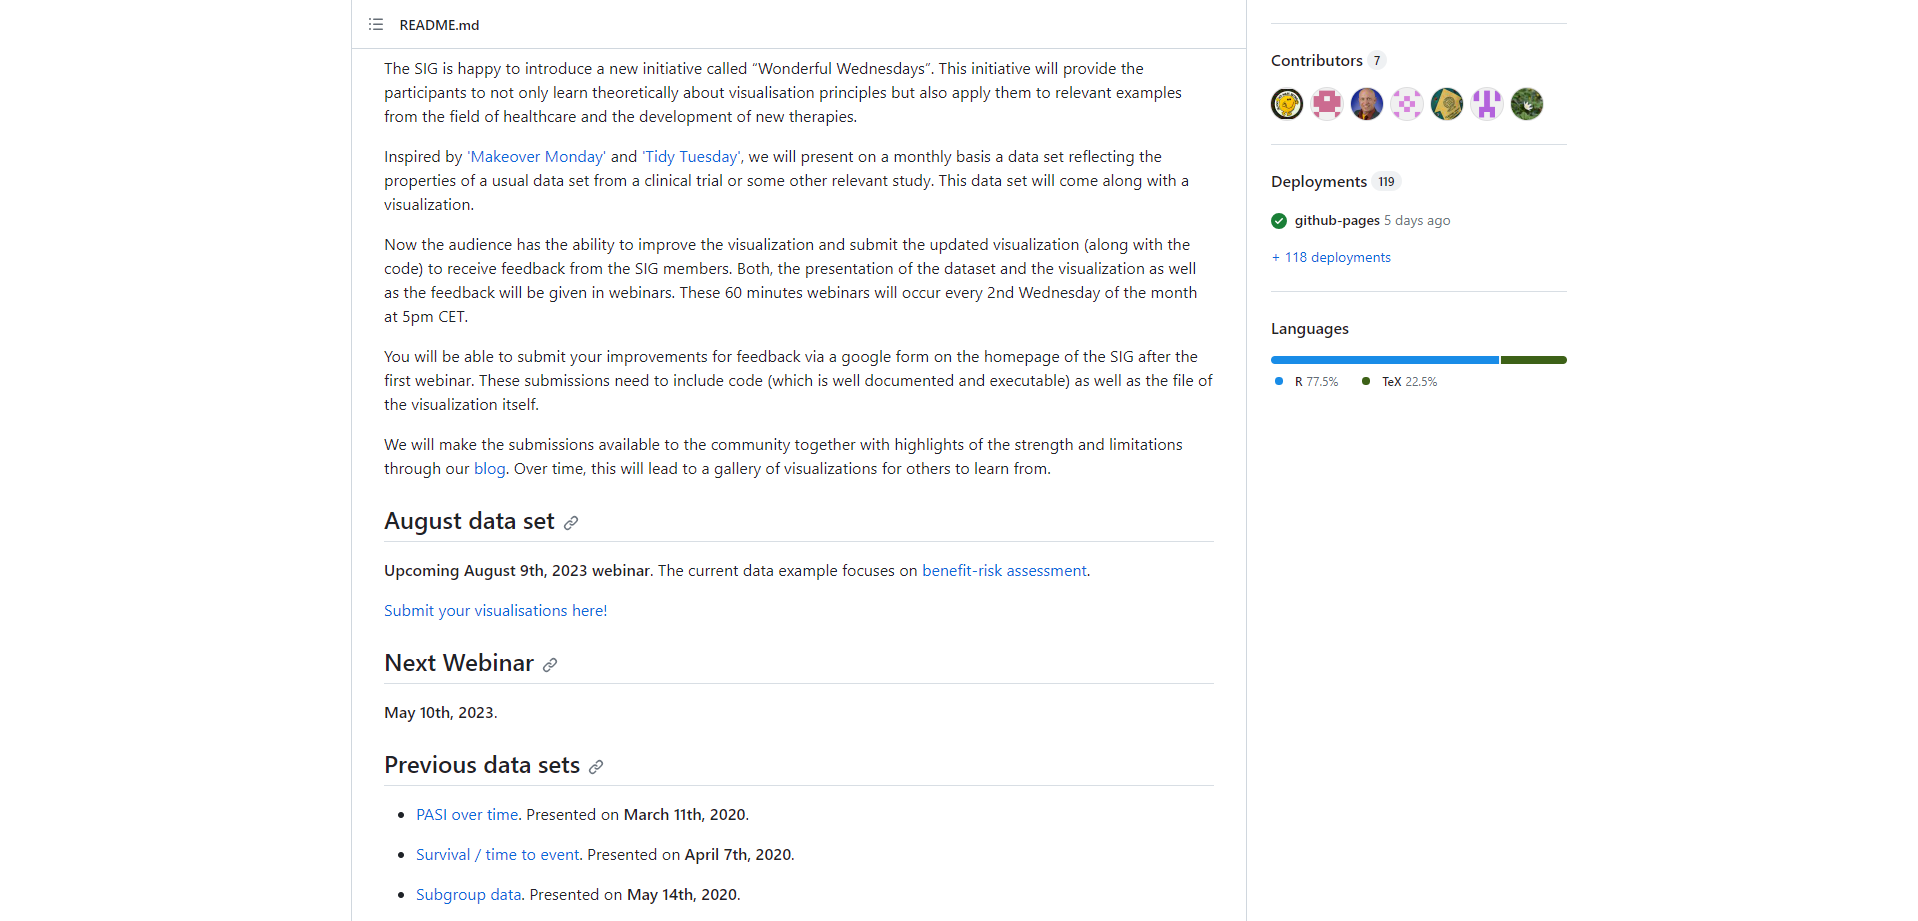 README.md
The SIG is happy to introduce a new initiative called “Wonderful Wednesdays”. This initiative will provide the
participants to not only learn theoretically about visualisation principles but also apply them to relevant examples
from the field of healthcare and the development of new therapies.
Inspired by 'Makeover Monday' and 'Tidy Tuesday', we will present on a monthly basis a data set reflecting the
properties of a usual data set from a clinical trial or some other relevant study. This data set will come along with a
visualization.
Now the audience has the ability to improve the visualization and submit the updated visualization (along with the
code) to receive feedback from the SIG members. Both, the presentation of the dataset and the visualization as well
as the feedback will be given in webinars. These 60 minutes webinars will occur every 2nd Wednesday of the month
at 5pm CET.
You will be able to submit your improvements for feedback via a google form on the homepage of the SIG after the
first webinar. These submissions need to include code (which is well documented and executable) as well as the file of
the visualization itself.
We will make the submissions available to the community together with highlights of the strength and limitations
through our blog. Over time, this will lead to a gallery of visualizations for others to learn from.
August data set
Upcoming August 9th, 2023 webinar. The current data example focuses on benefit-risk assessment.
Submit your visualisations here!
Next Webinar
May 10th, 2023.
Previous data sets
PASI over time. Presented on March 11th, 2020.
Survival / time to event. Presented on April 7th, 2020.
Subgroup data. Presented on May 14th, 2020.
Contributors 7
Deployments 119
github-pages 5 days ago
+ 118 deployments
Languages
R 77.5% TeX 22.5%